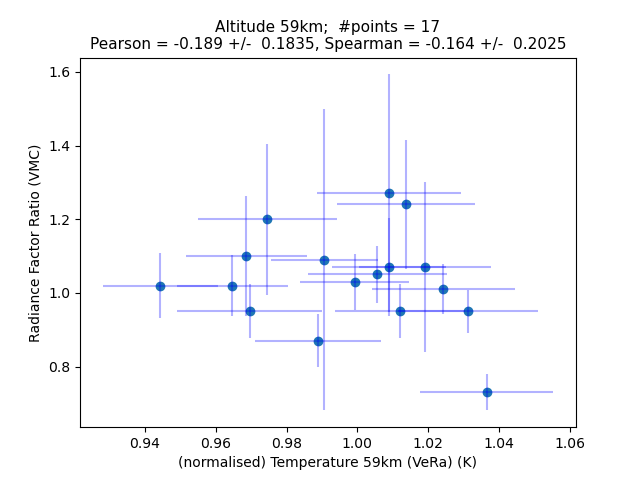 Altitude 59km;  #points = 17
Pearson = -0.189 +/-  0.1835, Spearman = -0.164 +/-  0.2025
1.6
1.4
1.2
1.0
0.8
Radiance Factor Ratio (VMC)
0.94 0.96 0.98 1.00 1.02 1.04 1.06
(normalised) Temperature 59km (VeRa) (K)